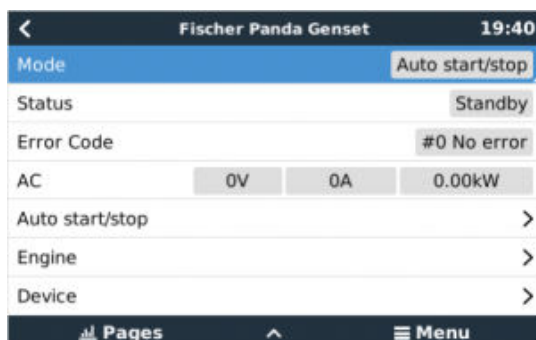 Fischer Panda Genset 19:40
Mode Auto start/stop
Status Standby
Error Code #0 No error
AC 0V 0A 0.00kW
Auto start/stop
Engine
Device
Pages Menu